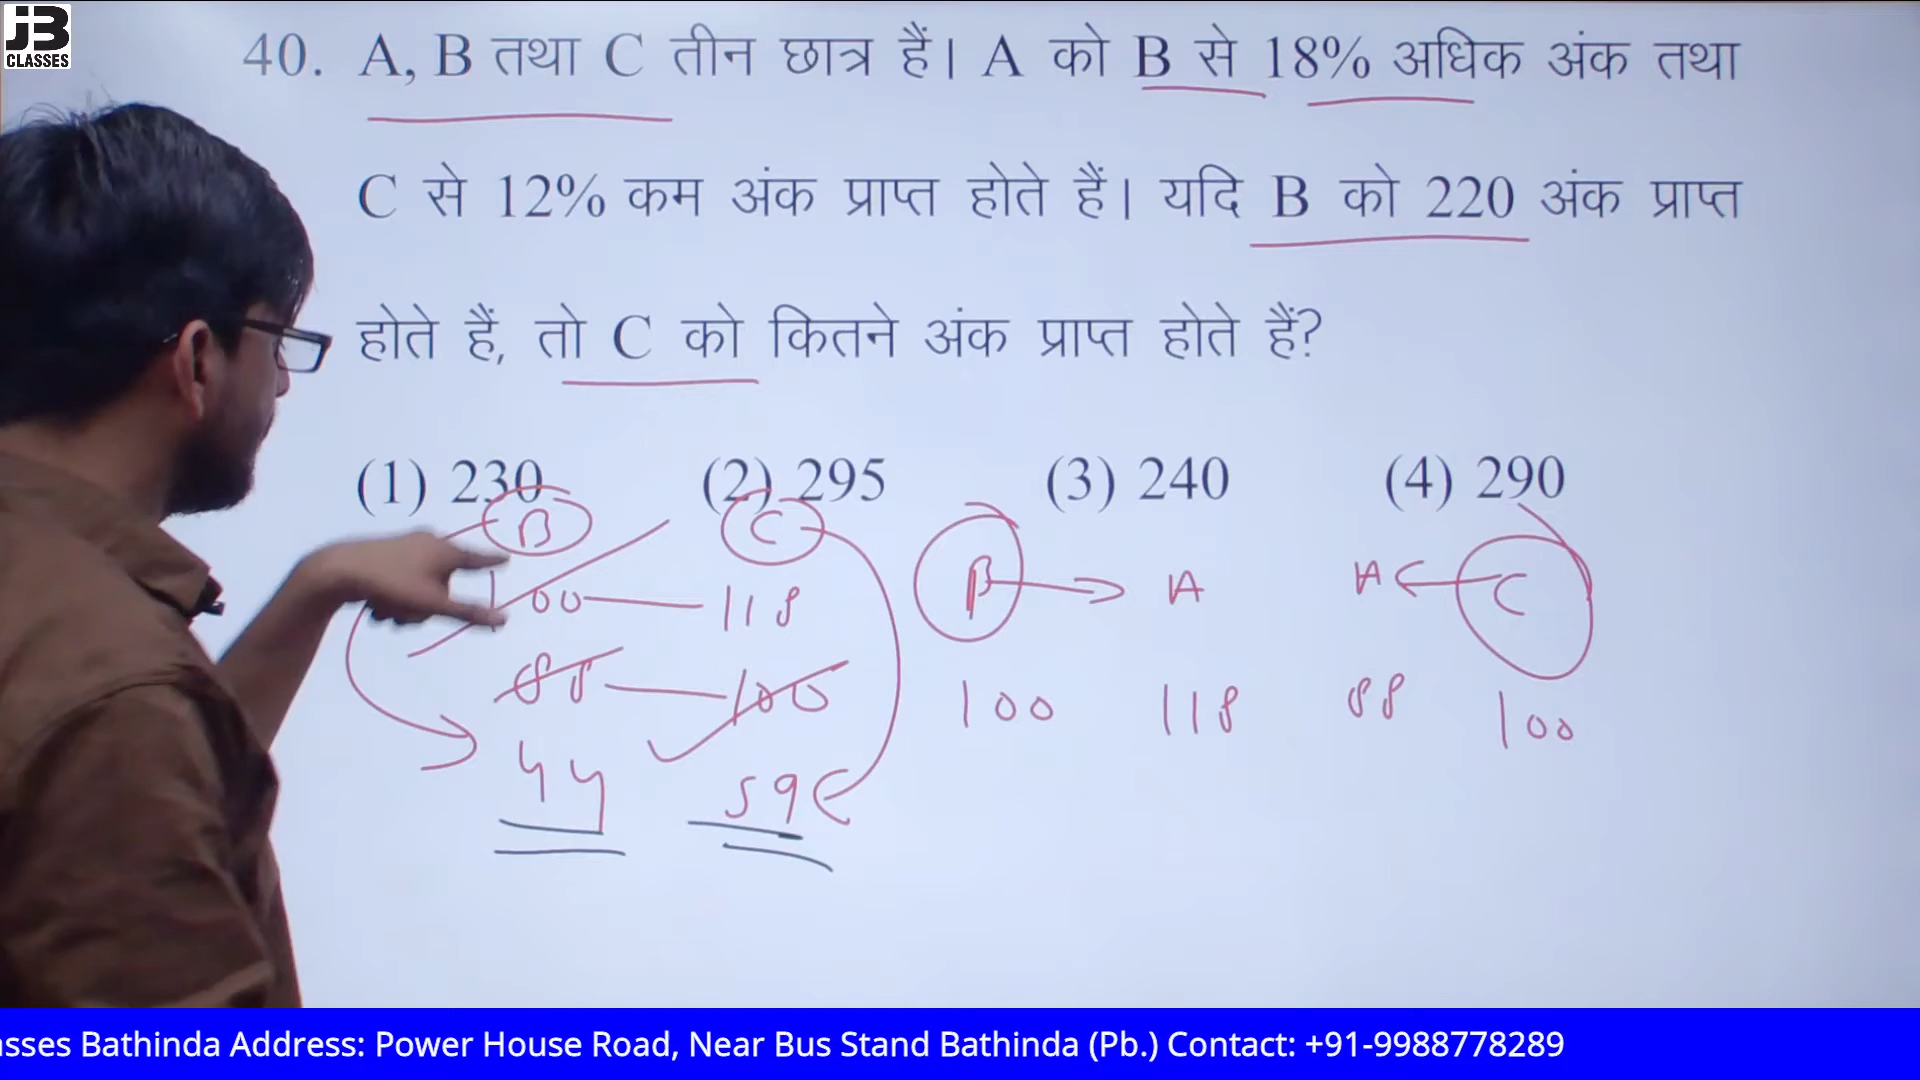 JB
CLASSES
40. A, B तथा C तीन छात्र हैं। A को B से 18% अधिक अंक तथा
C से 12% कम अंक प्राप्त होते हैं। यदि B को 220 अंक प्राप्त
होते हैं, तो C को कितने अंक प्राप्त होते हैं?
(1) 230 (2) 295 (3) 240 (4) 290
B C B A A C
100 118
88 100 100 118 88 100
44 59
asses Bathinda Address: Power House Road, Near Bus Stand Bathinda (Pb.) Contact: +91-9988778289